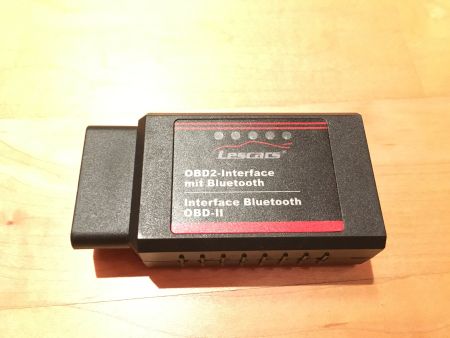 Lescars®
OBD2-Interface
mit Bluetooth
Interface Bluetooth
OBD-II